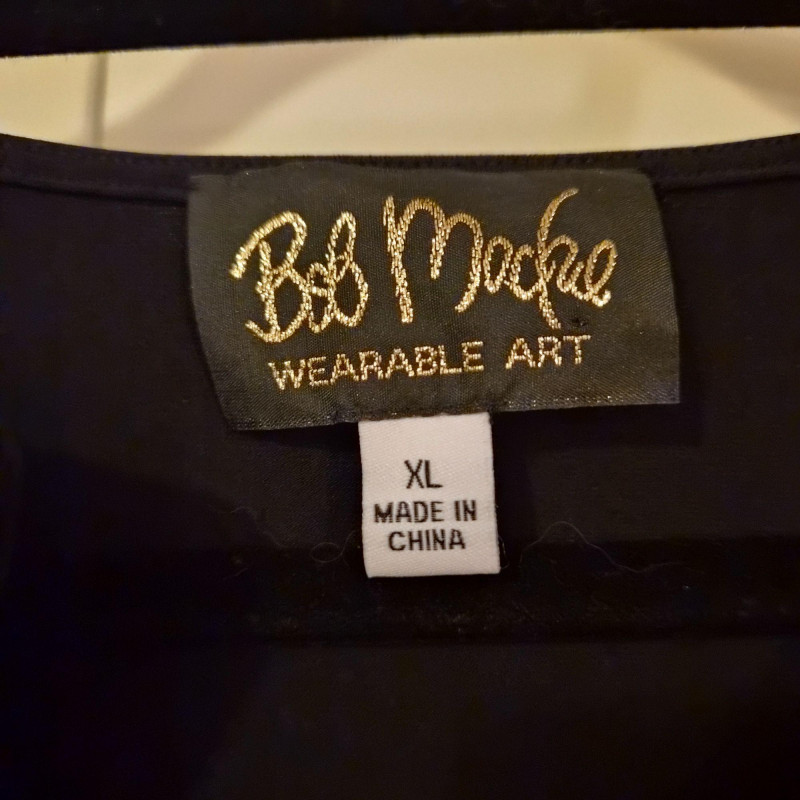 Bob Mackie
WEARABLE ART
XL
MADE IN
CHINA